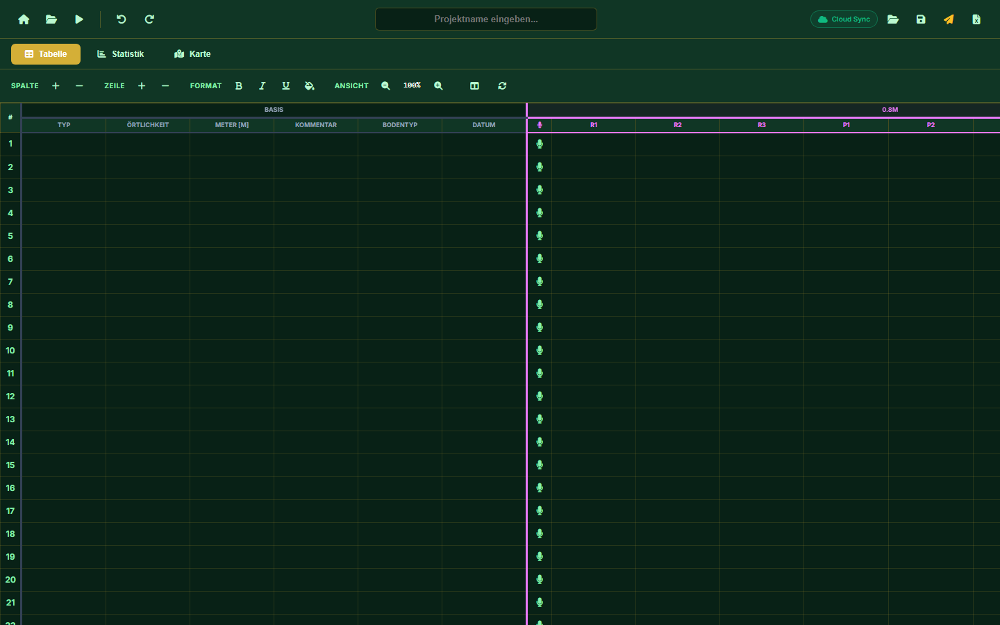 Projektname eingeben...
Cloud Sync
Tabelle
Statistik
Karte
SPALTE
ZEILE
FORMAT
B I U
ANSICHT
100%
# BASIS 0.8M
TYP ÖRTLICHKEIT METER [M] KOMMENTAR BODENTYP DATUM R1 R2 R3 P1 P2
1
2
3
4
5
6
7
8
9
10
11
12
13
14
15
16
17
18
19
20
21